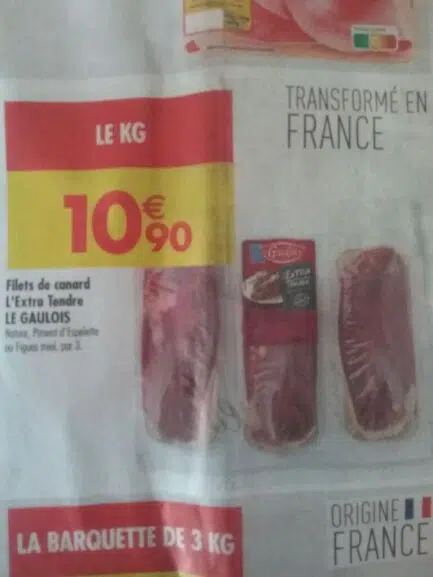 TRANSFORMÉ EN
FRANCE
LE KG
10€90
Filets de canard
L'Extra Tendre
LE GAULOIS
Nature, Piment d'Espelette
ou Figues miel, par 3.
Gaulois
EXTRA
Tendre
ORIGINE
FRANCE
LA BARQUETTE DE 3 KG